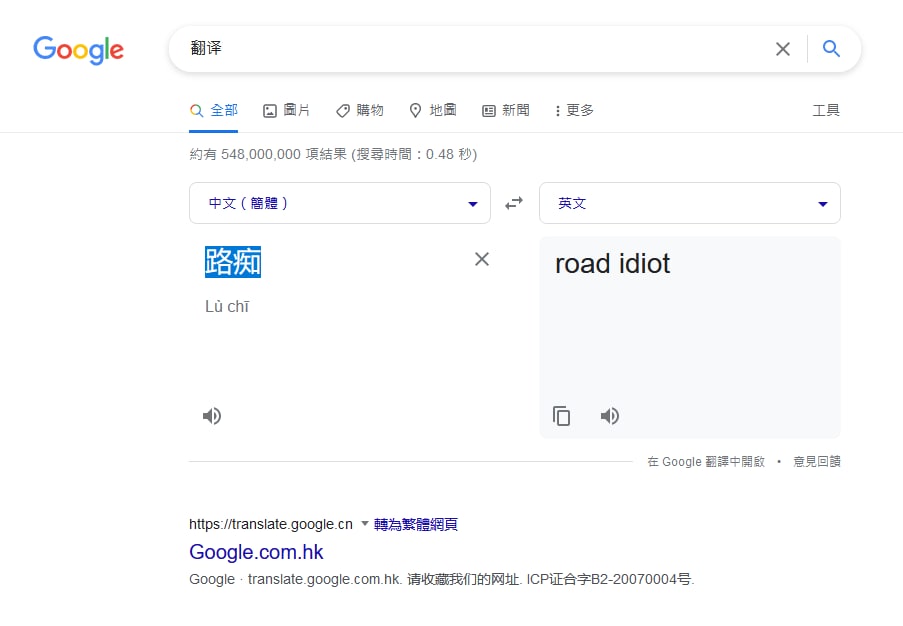 Google
翻译
全部 圖片 購物 地圖 新聞 更多 工具
約有 548,000,000 項結果 (搜尋時間：0.48 秒)
中文（簡體） 英文
路痴 road idiot
Lù chī
在 Google 翻譯中開啟 • 意見回饋
https://translate.google.cn 轉為繁體網頁
Google.com.hk
Google · translate.google.com.hk. 请收藏我们的网址. ICP证合字B2-20070004号.